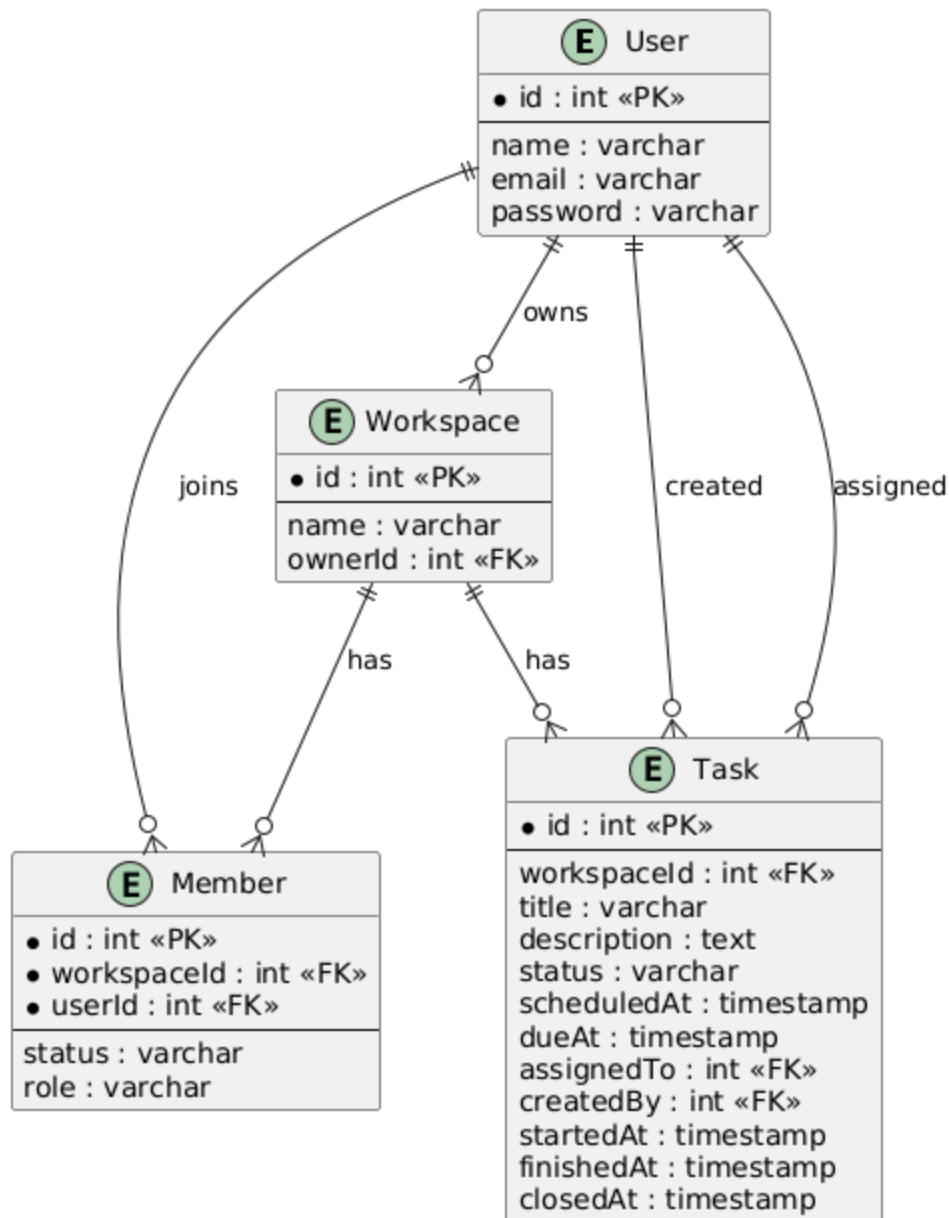 E User
id : int «PK»
name : varchar
email : varchar
password : varchar
owns
E Workspace
id : int «PK»
name : varchar
ownerId : int «FK»
joins
created
assigned
has
has
E Task
id : int «PK»
workspaceId : int «FK»
title : varchar
description : text
status : varchar
scheduledAt : timestamp
dueAt : timestamp
assignedTo : int «FK»
createdBy : int «FK»
startedAt : timestamp
finishedAt : timestamp
closedAt : timestamp
E Member
id : int «PK»
workspaceId : int «FK»
userId : int «FK»
status : varchar
role : varchar